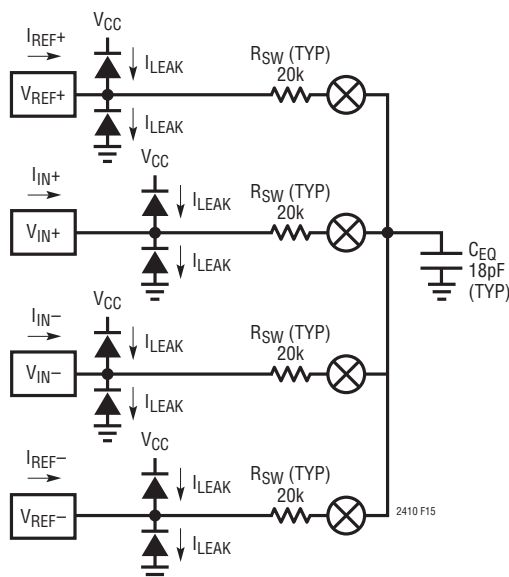 VCC
IREF+
ILEAK
VREF+
ILEAK
RSW (TYP)
20k
VCC
IIN+
ILEAK
VIN+
ILEAK
RSW (TYP)
20k
CEQ
18pF
(TYP)
VCC
IIN−
ILEAK
VIN−
ILEAK
RSW (TYP)
20k
VCC
IREF−
ILEAK
VREF−
ILEAK
RSW (TYP)
20k
2410 F15